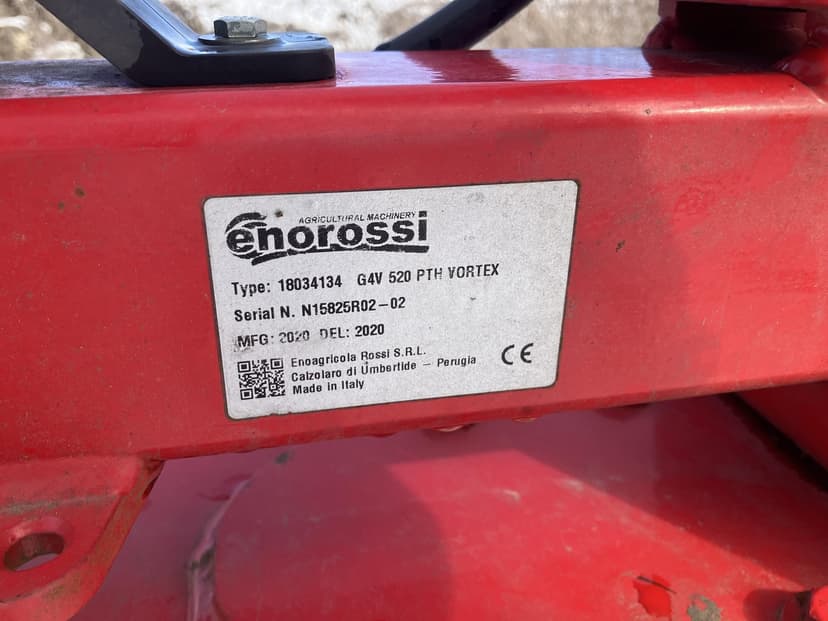 AGRICULTURAL MACHINERY
enorossi
Type: 18034134 G4V 520 PTH VORTEX
Serial N. N15825R02-02
MFG: 2020 DEL: 2020
Enoagricola Rossi S.R.L.
Calzolaro di Umbertide - Perugia
Made in Italy
CE